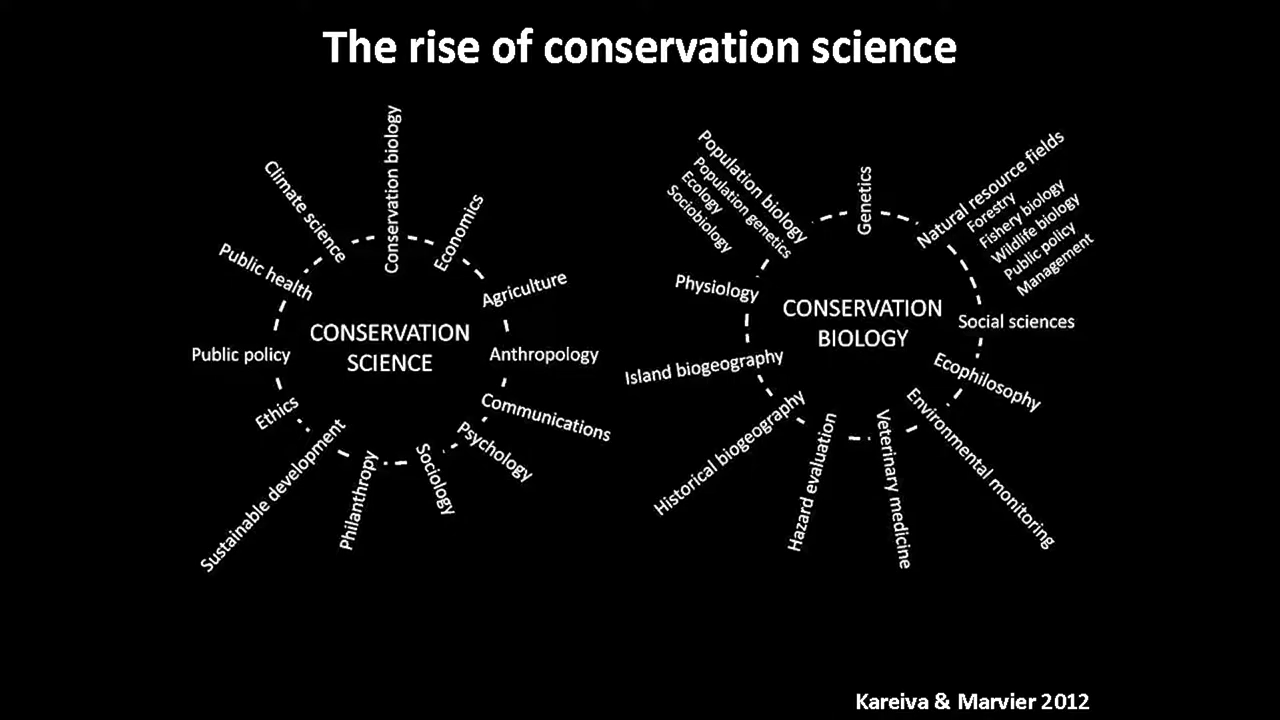 The rise of conservation science
CONSERVATION
SCIENCE
Conservation biology
Economics
Agriculture
Anthropology
Communications
Psychology
Sociology
Philanthropy
Sustainable development
Ethics
Public policy
Public health
Climate science
CONSERVATION
BIOLOGY
Genetics
Natural resource fields
Forestry
Fishery biology
Wildlife biology
Public policy
Management
Social sciences
Ecophilosophy
Environmental monitoring
Veterinary medicine
Hazard evaluation
Historical biogeography
Island biogeography
Physiology
Population biology
Population genetics
Ecology
Sociobiology
Kareiva & Marvier 2012